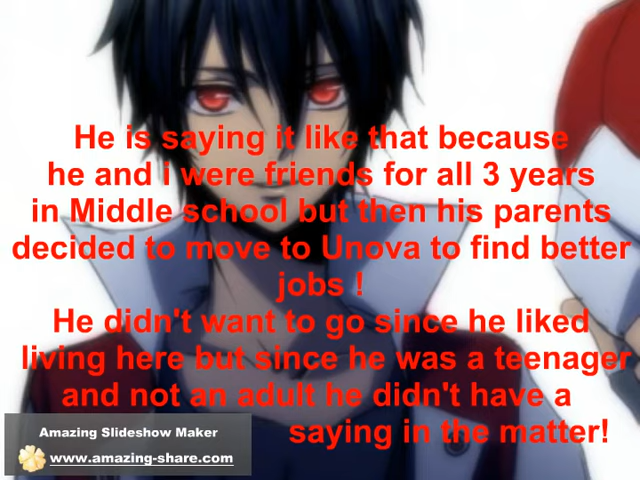 He is saying it like that because
he and i were friends for all 3 years
in Middle school but then his parents
decided to move to Unova to find better
jobs !
He didn't want to go since he liked
living here but since he was a teenager
and not an adult he didn't have a
saying in the matter!
Amazing Slideshow Maker
www.amazing-share.com